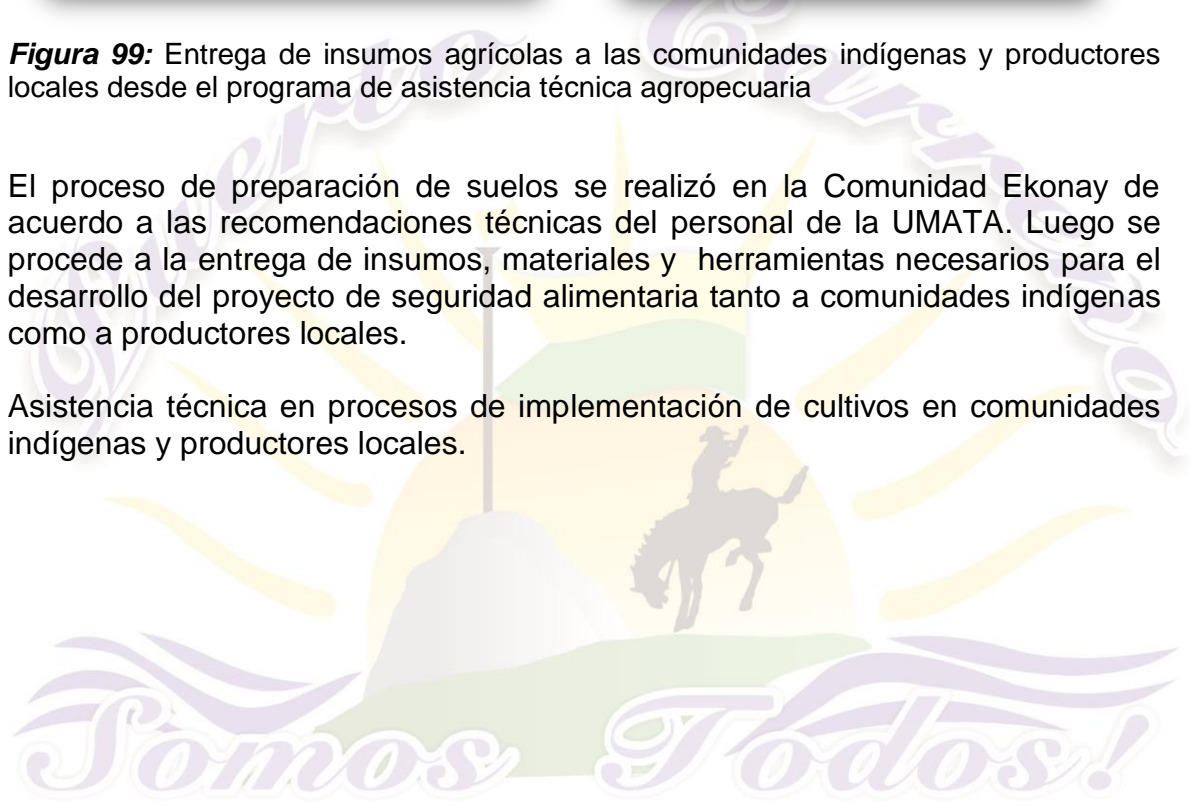 Puerto Carreño
Figura 99: Entrega de insumos agrícolas a las comunidades indígenas y productores
locales desde el programa de asistencia técnica agropecuaria
El proceso de preparación de suelos se realizó en la Comunidad Ekonay de
acuerdo a las recomendaciones técnicas del personal de la UMATA. Luego se
procede a la entrega de insumos, materiales y herramientas necesarios para el
desarrollo del proyecto de seguridad alimentaria tanto a comunidades indígenas
como a productores locales.
Asistencia técnica en procesos de implementación de cultivos en comunidades
indígenas y productores locales.
Somos Todos!